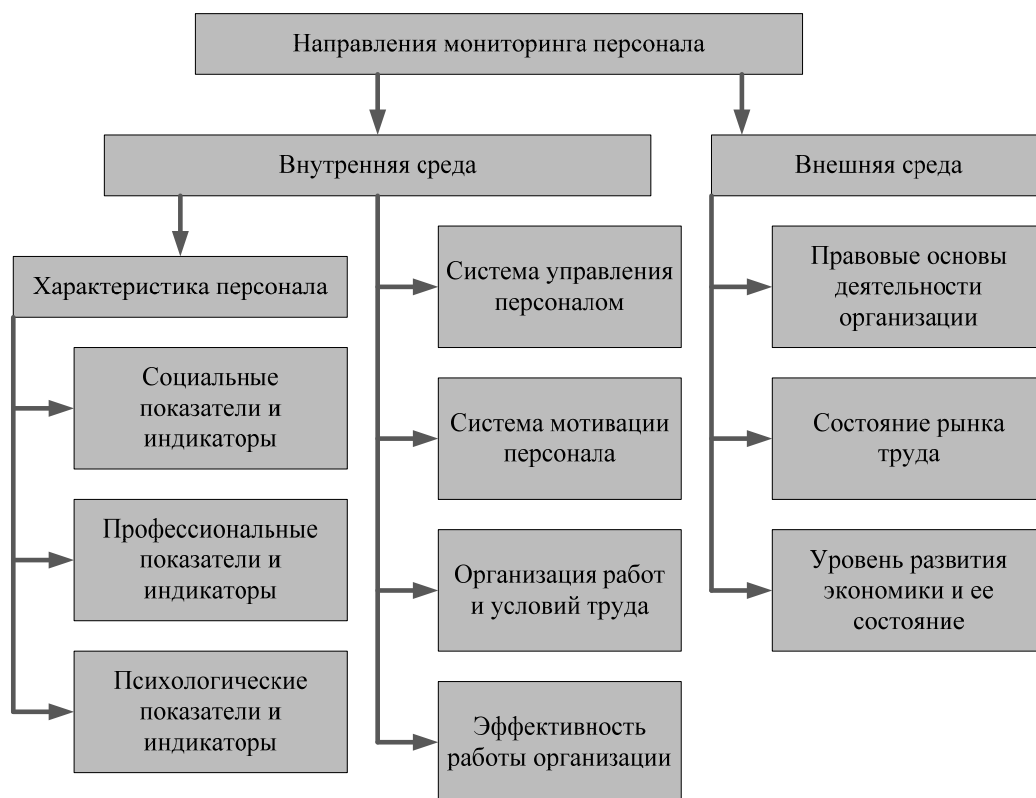 Направления мониторинга персонала
Внутренняя среда
Внешняя среда
Характеристика персонала
Социальные
показатели и
индикаторы
Профессиональные
показатели и
индикаторы
Психологические
показатели и
индикаторы
Система управления
персоналом
Система мотивации
персонала
Организация работ
и условий труда
Эффективность
работы организации
Правовые основы
деятельности
организации
Состояние рынка
труда
Уровень развития
экономики и ее
состояние